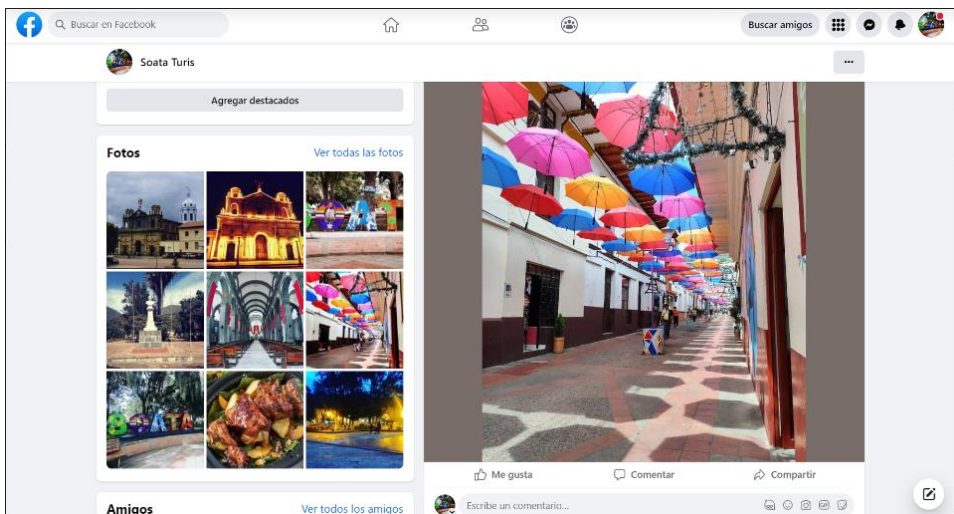 Buscar en Facebook
Buscar amigos
Soata Turis
Agregar destacados
Fotos
Ver todas las fotos
SOATA
Amigos
Ver todos los amigos
Me gusta
Comentar
Compartir
Escribe un comentario...